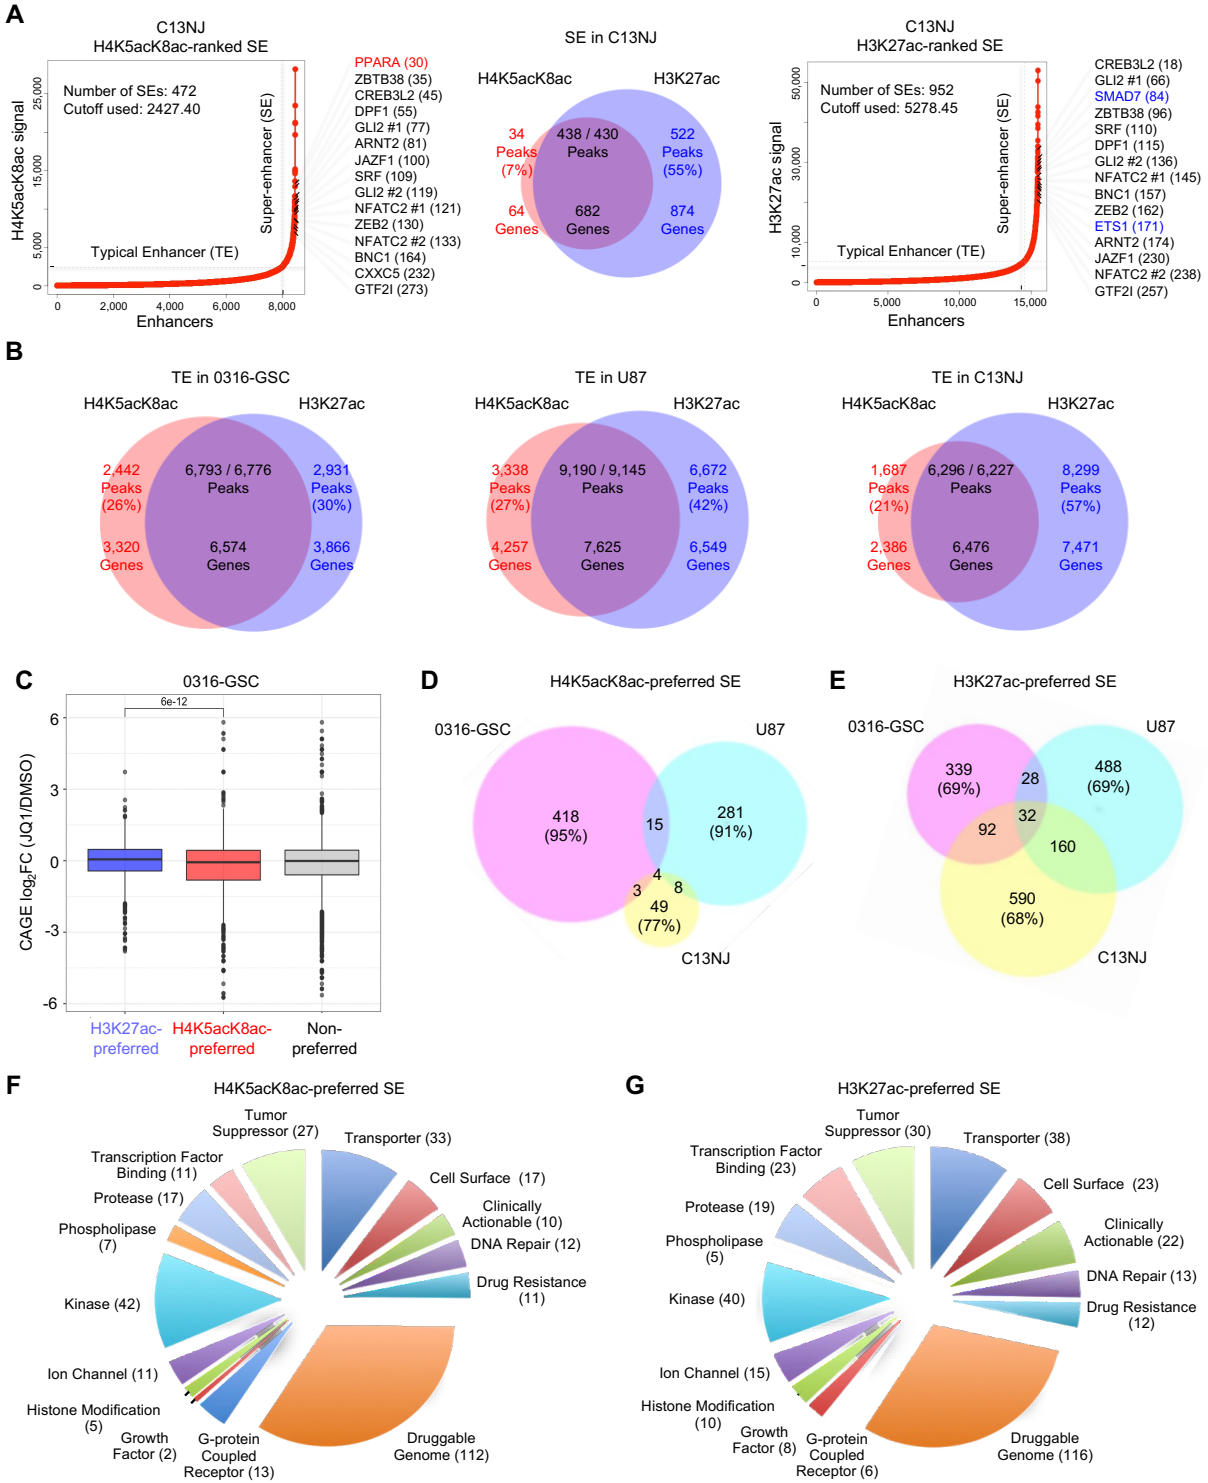 A
C13NJ
H4K5acK8ac-ranked SE
Number of SEs: 472
Cutoff used: 2427.40
H4K5acK8ac signal
0
5,000
15,000
25,000
Super-enhancer (SE)
Typical Enhancer (TE)
0
2,000
4,000
6,000
8,000
Enhancers
PPARA (30)
ZBTB38 (35)
CREB3L2 (45)
DPF1 (55)
GLI2 #1 (77)
ARNT2 (81)
JAZF1 (100)
SRF (109)
GLI2 #2 (119)
NFATC2 #1 (121)
ZEB2 (130)
NFATC2 #2 (133)
BNC1 (164)
CXXC5 (232)
GTF2I (273)
SE in C13NJ
H4K5acK8ac
H3K27ac
34
Peaks
(7%)
438 / 430
Peaks
522
Peaks
(55%)
64
Genes
682
Genes
874
Genes
C13NJ
H3K27ac-ranked SE
Number of SEs: 952
Cutoff used: 5278.45
H3K27ac signal
0
10,000
30,000
50,000
Super-enhancer (SE)
Typical Enhancer (TE)
0
5,000
10,000
15,000
Enhancers
CREB3L2 (18)
GLI2 #1 (66)
SMAD7 (84)
ZBTB38 (96)
SRF (110)
DPF1 (115)
GLI2 #2 (136)
NFATC2 #1 (145)
BNC1 (157)
ZEB2 (162)
ETS1 (171)
ARNT2 (174)
JAZF1 (230)
NFATC2 #2 (238)
GTF2I (257)
B
TE in 0316-GSC
H4K5acK8ac
H3K27ac
2,442
Peaks
(26%)
6,793 / 6,776
Peaks
2,931
Peaks
(30%)
3,320
Genes
6,574
Genes
3,866
Genes
TE in U87
H4K5acK8ac
H3K27ac
3,338
Peaks
(27%)
9,190 / 9,145
Peaks
6,672
Peaks
(42%)
4,257
Genes
7,625
Genes
6,549
Genes
TE in C13NJ
H4K5acK8ac
H3K27ac
1,687
Peaks
(21%)
6,296 / 6,227
Peaks
8,299
Peaks
(57%)
2,386
Genes
6,476
Genes
7,471
Genes
C
0316-GSC
6e-12
CAGE log2FC (JQ1/DMSO)
6
3
0
-3
-6
H3K27ac-
preferred
H4K5acK8ac-
preferred
Non-
preferred
D
H4K5acK8ac-preferred SE
0316-GSC
U87
418
(95%)
15
281
(91%)
4
3
8
49
(77%)
C13NJ
E
H3K27ac-preferred SE
0316-GSC
U87
339
(69%)
28
488
(69%)
32
92
160
590
(68%)
C13NJ
F
H4K5acK8ac-preferred SE
Tumor
Suppressor (27)
Transporter (33)
Cell Surface (17)
Clinically
Actionable (10)
DNA Repair (12)
Drug Resistance
(11)
Druggable
Genome (112)
G-protein
Coupled
Receptor (13)
Growth
Factor (2)
Histone Modification
(5)
Ion Channel (11)
Kinase (42)
Phospholipase
(7)
Protease (17)
Transcription Factor
Binding (11)
G
H3K27ac-preferred SE
Tumor
Suppressor (30)
Transporter (38)
Cell Surface (23)
Clinically
Actionable (22)
DNA Repair (13)
Drug Resistance
(12)
Druggable
Genome (116)
G-protein
Coupled
Receptor (6)
Growth
Factor (8)
Histone Modification
(10)
Ion Channel (15)
Kinase (40)
Phospholipase
(5)
Protease (19)
Transcription Factor
Binding (23)